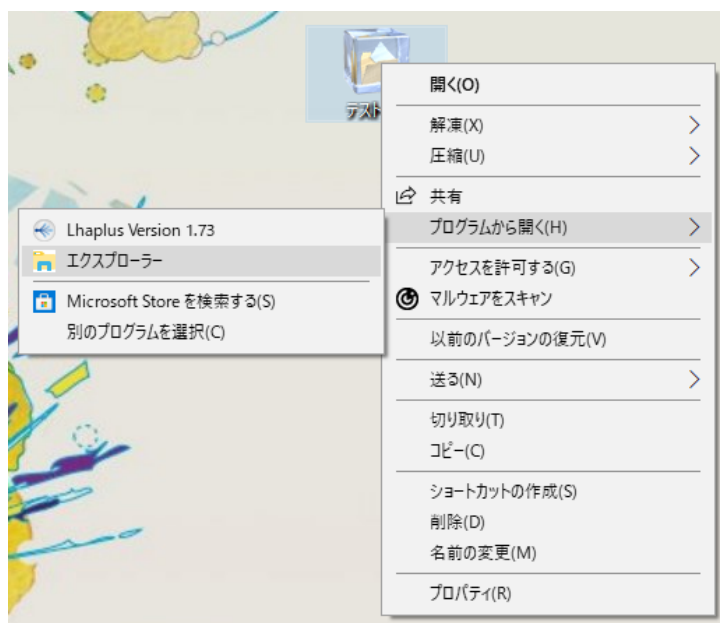 テスト
開く(O)
解凍(X)
圧縮(U)
共有
プログラムから開く(H)
アクセスを許可する(G)
マルウェアをスキャン
以前のバージョンの復元(V)
送る(N)
切り取り(T)
コピー(C)
ショートカットの作成(S)
削除(D)
名前の変更(M)
プロパティ(R)
Lhaplus Version 1.73
エクスプローラー
Microsoft Store を検索する(S)
別のプログラムを選択(C)